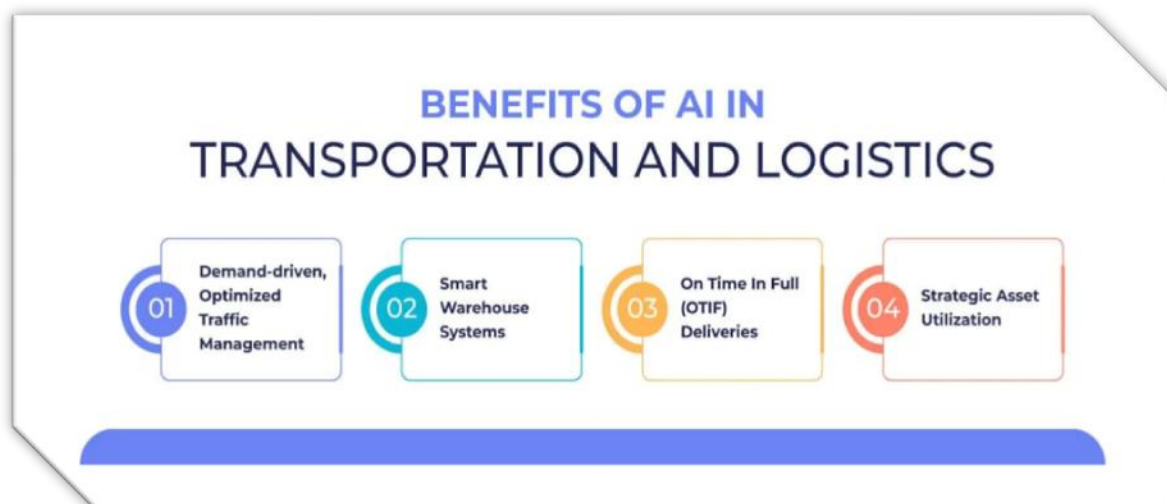 BENEFITS OF AI IN
TRANSPORTATION AND LOGISTICS
01
Demand-driven,
Optimized
Traffic
Management
02
Smart
Warehouse
Systems
03
On Time In Full
(OTIF)
Deliveries
04
Strategic Asset
Utilization